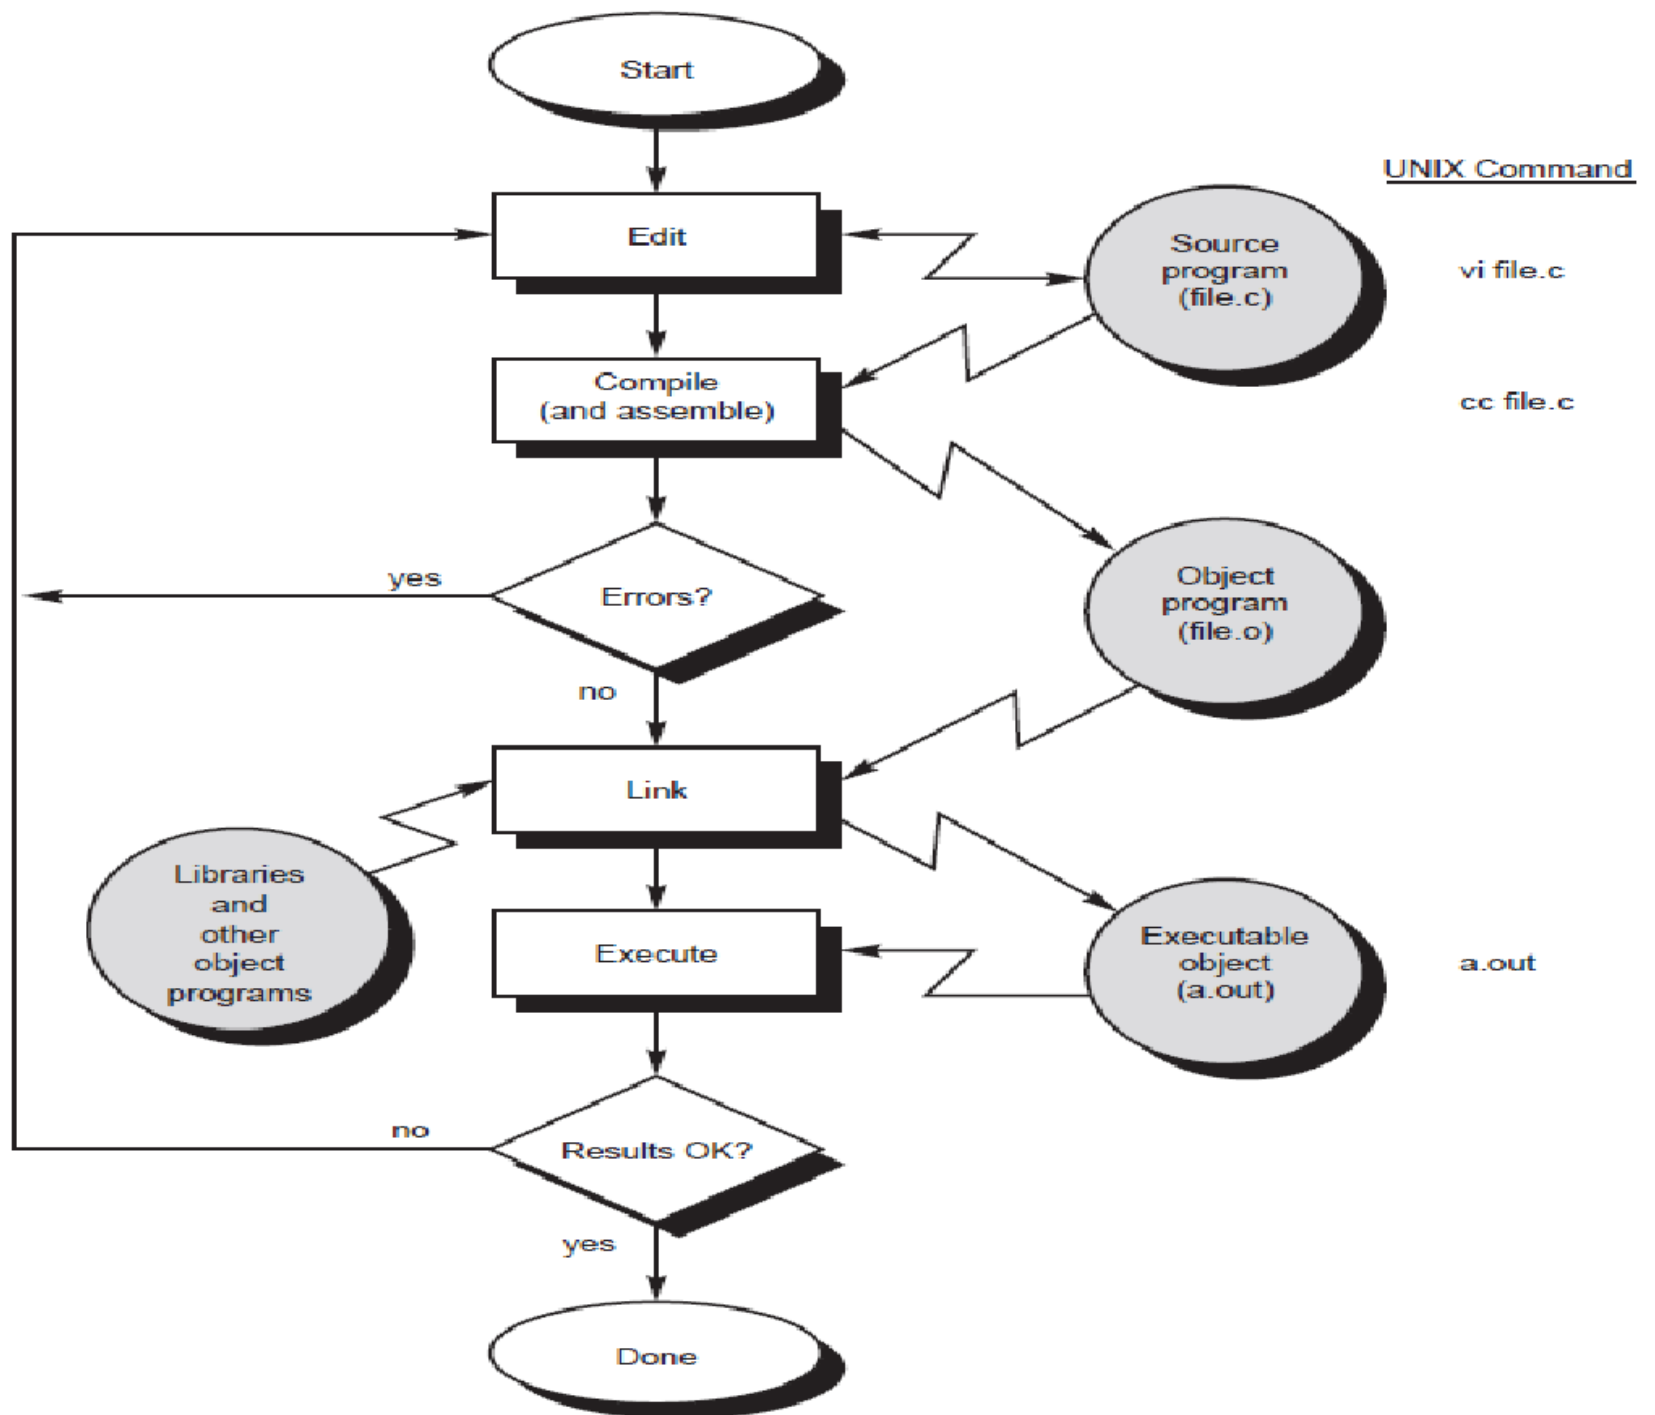 Start
UNIX Command
Edit
Source
program
(file.c)
vi file.c
Compile
(and assemble)
cc file.c
yes
Errors?
Object
program
(file.o)
no
Link
Libraries
and
other
object
programs
Execute
Executable
object
(a.out)
a.out
no
Results OK?
yes
Done